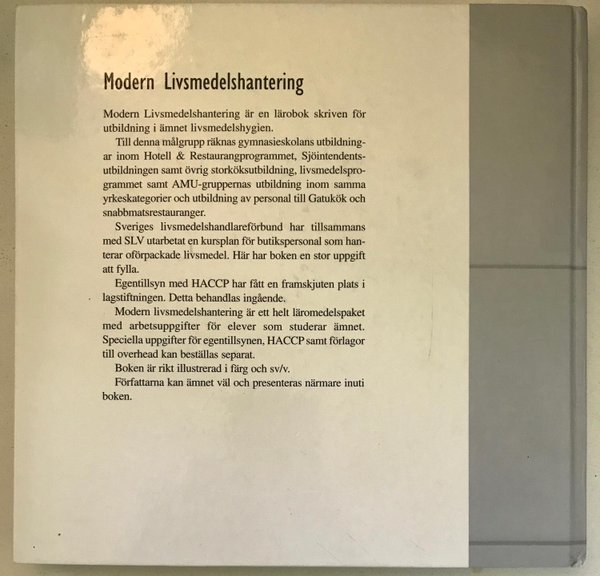 Modern Livsmedelshantering
Modern Livsmedelshantering är en lärobok skriven för
utbildning i ämnet livsmedelshygien.
Till denna målgrupp räknas gymnasieskolans utbildning-
ar inom Hotell & Restaurangprogrammet, Sjöintendents-
utbildningen samt övrig storköksutbildning, livsmedelspro-
grammet samt AMU-gruppernas utbildning inom samma
yrkeskategorier och utbildning av personal till Gatukök och
snabbmatsrestauranger.
Sveriges livsmedelshandlareförbund har tillsammans
med SLV utarbetat en kursplan för butikspersonal som han-
terar oförpackade livsmedel. Här har boken en stor uppgift
att fylla.
Egentillsyn med HACCP har fått en framskjuten plats i
lagstiftningen. Detta behandlas ingående.
Modern livsmedelshantering är ett helt läromedelspaket
med arbetsuppgifter för elever som studerar ämnet.
Speciella uppgifter för egentillsynen, HACCP samt förlagor
till overhead kan beställas separat.
Boken är rikt illustrerad i färg och sv/v.
Författarna kan ämnet väl och presenteras närmare inuti
boken.